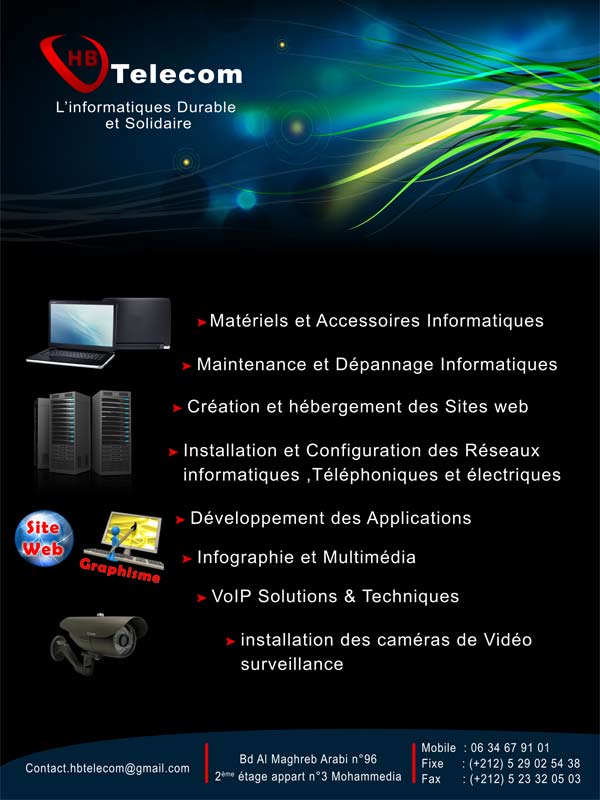 HB Telecom
L'informatiques Durable
et Solidaire
Matériels et Accessoires Informatiques
Maintenance et Dépannage Informatiques
Création et hébergement des Sites web
Installation et Configuration des Réseaux
informatiques ,Téléphoniques et électriques
Site
Web
Graphisme
Développement des Applications
Infographie et Multimédia
VoIP Solutions & Techniques
installation des caméras de Vidéo
surveillance
Contact.hbtelecom@gmail.com
Bd Al Maghreb Arabi n°96
2ème étage appart n°3 Mohammedia
Mobile : 06 34 67 91 01
Fixe : (+212) 5 29 02 54 38
Fax : (+212) 5 23 32 05 03